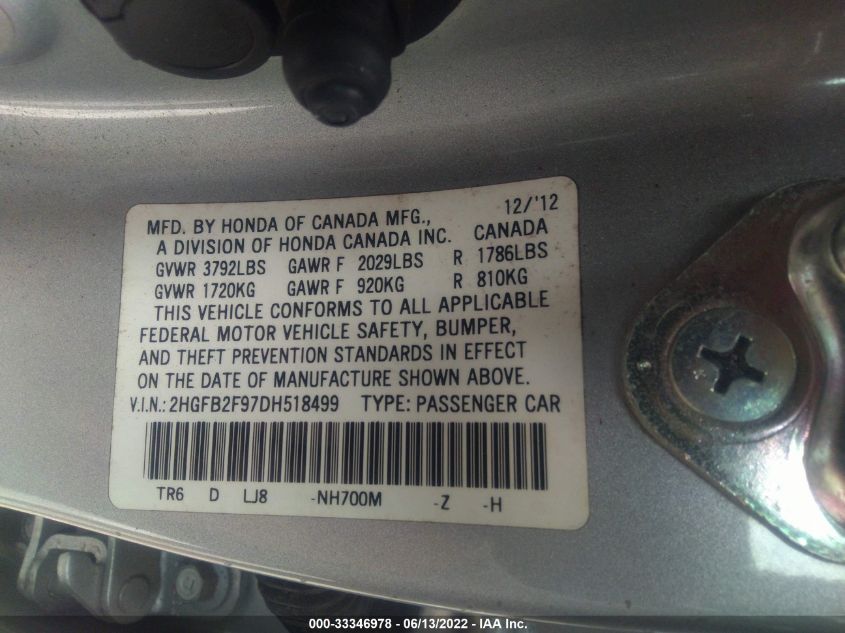 12/'12
MFD. BY HONDA OF CANADA MFG.,
A DIVISION OF HONDA CANADA INC. CANADA
GVWR 3792LBS GAWR F 2029LBS R 1786LBS
GVWR 1720KG GAWR F 920KG R 810KG
THIS VEHICLE CONFORMS TO ALL APPLICABLE
FEDERAL MOTOR VEHICLE SAFETY, BUMPER,
AND THEFT PREVENTION STANDARDS IN EFFECT
ON THE DATE OF MANUFACTURE SHOWN ABOVE.
V.I.N.: 2HGFB2F97DH518499 TYPE: PASSENGER CAR
TR6 D LJ8 -NH700M -Z -H
000-33346978 - 06/13/2022 - IAA Inc.